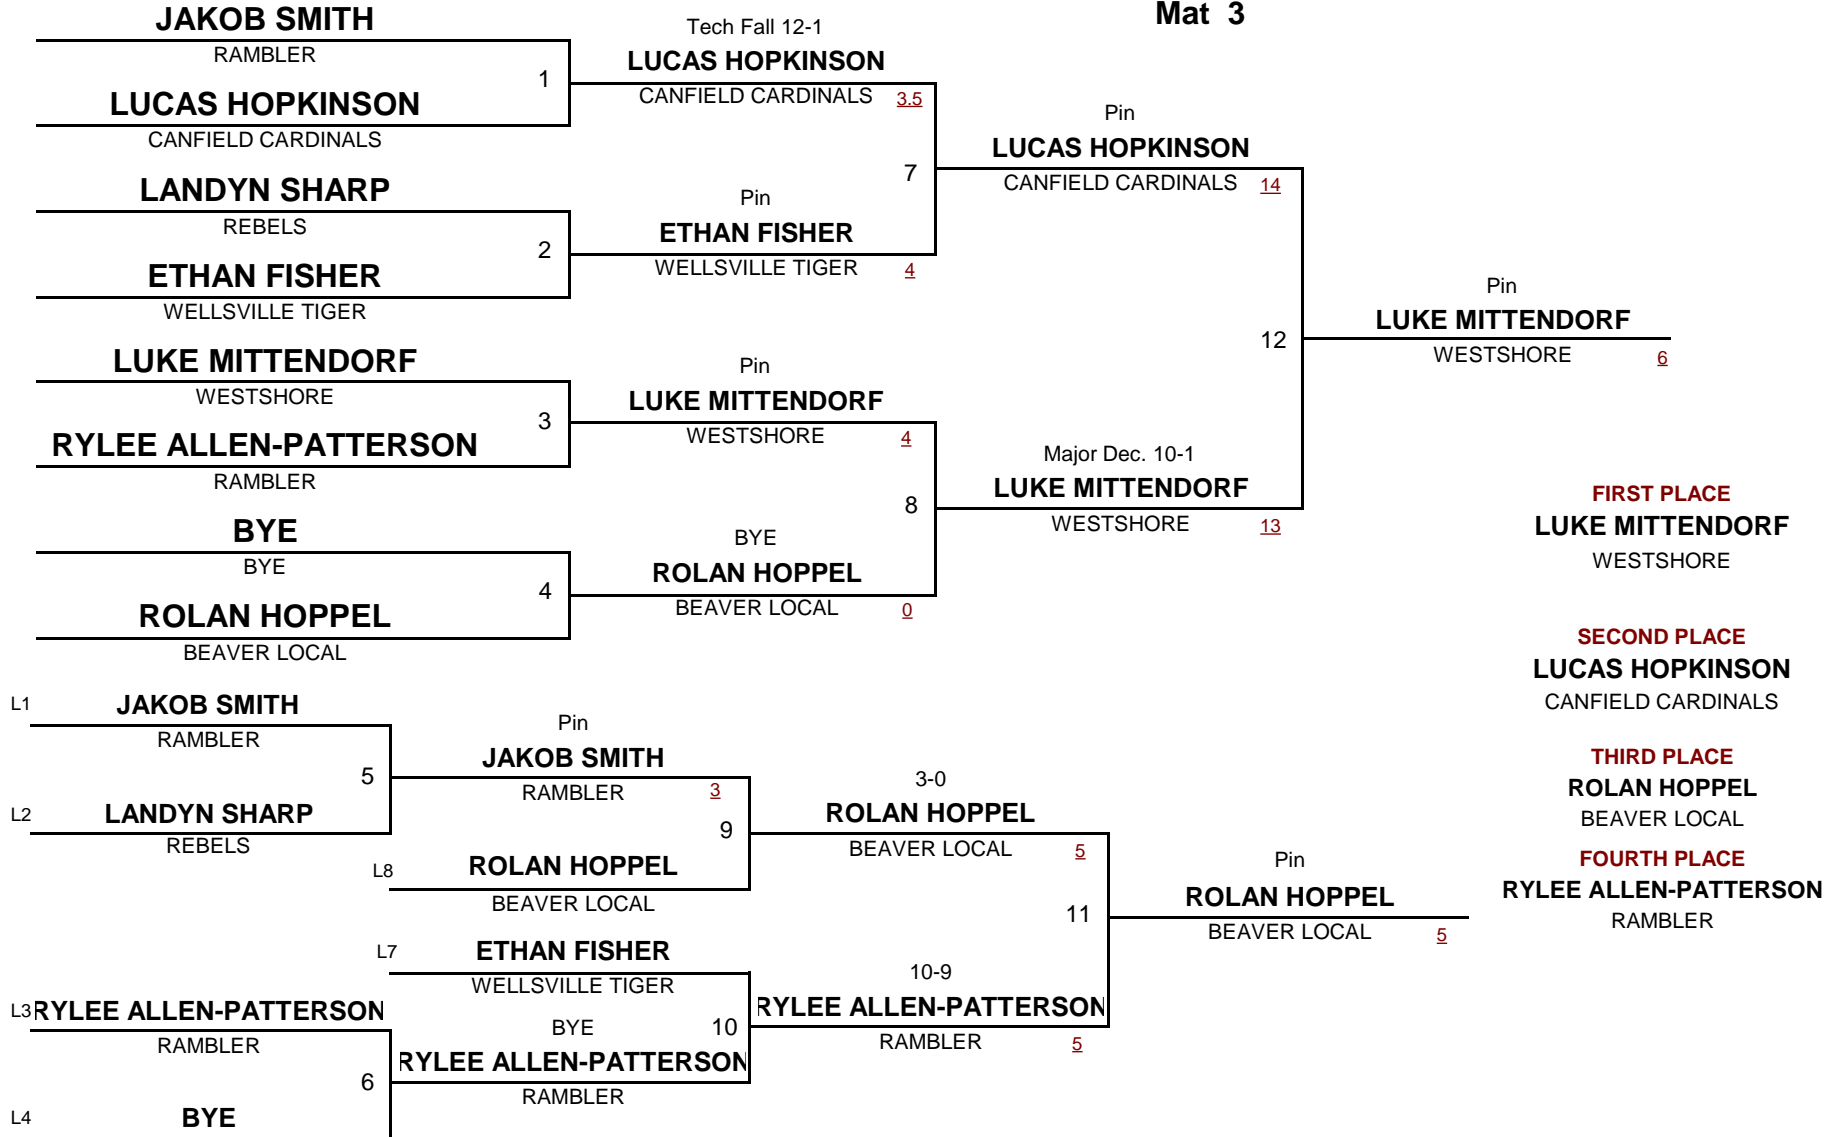 Mat 3
JAKOB SMITH
RAMBLER
1
LUCAS HOPKINSON
CANFIELD CARDINALS
Tech Fall 12-1
LUCAS HOPKINSON
CANFIELD CARDINALS 3.5
LANDYN SHARP
REBELS
2
ETHAN FISHER
WELLSVILLE TIGER
Pin
ETHAN FISHER
WELLSVILLE TIGER 4
7
Pin
LUCAS HOPKINSON
CANFIELD CARDINALS 14
LUKE MITTENDORF
WESTSHORE
3
RYLEE ALLEN-PATTERSON
RAMBLER
Pin
LUKE MITTENDORF
WESTSHORE 4
BYE
BYE
4
ROLAN HOPPEL
BEAVER LOCAL
BYE
ROLAN HOPPEL
BEAVER LOCAL 0
8
Major Dec. 10-1
LUKE MITTENDORF
WESTSHORE 13
12
Pin
LUKE MITTENDORF
WESTSHORE 6
L1 JAKOB SMITH
RAMBLER
5
L2 LANDYN SHARP
REBELS
Pin
JAKOB SMITH
RAMBLER 3
9
L8 ROLAN HOPPEL
BEAVER LOCAL
3-0
ROLAN HOPPEL
BEAVER LOCAL 5
L7 ETHAN FISHER
WELLSVILLE TIGER
L3 RYLEE ALLEN-PATTERSON
RAMBLER
6
L4 BYE
BYE
RYLEE ALLEN-PATTERSON
RAMBLER
10
10-9
RYLEE ALLEN-PATTERSON
RAMBLER 5
11
Pin
ROLAN HOPPEL
BEAVER LOCAL 5
FIRST PLACE
LUKE MITTENDORF
WESTSHORE
SECOND PLACE
LUCAS HOPKINSON
CANFIELD CARDINALS
THIRD PLACE
ROLAN HOPPEL
BEAVER LOCAL
FOURTH PLACE
RYLEE ALLEN-PATTERSON
RAMBLER